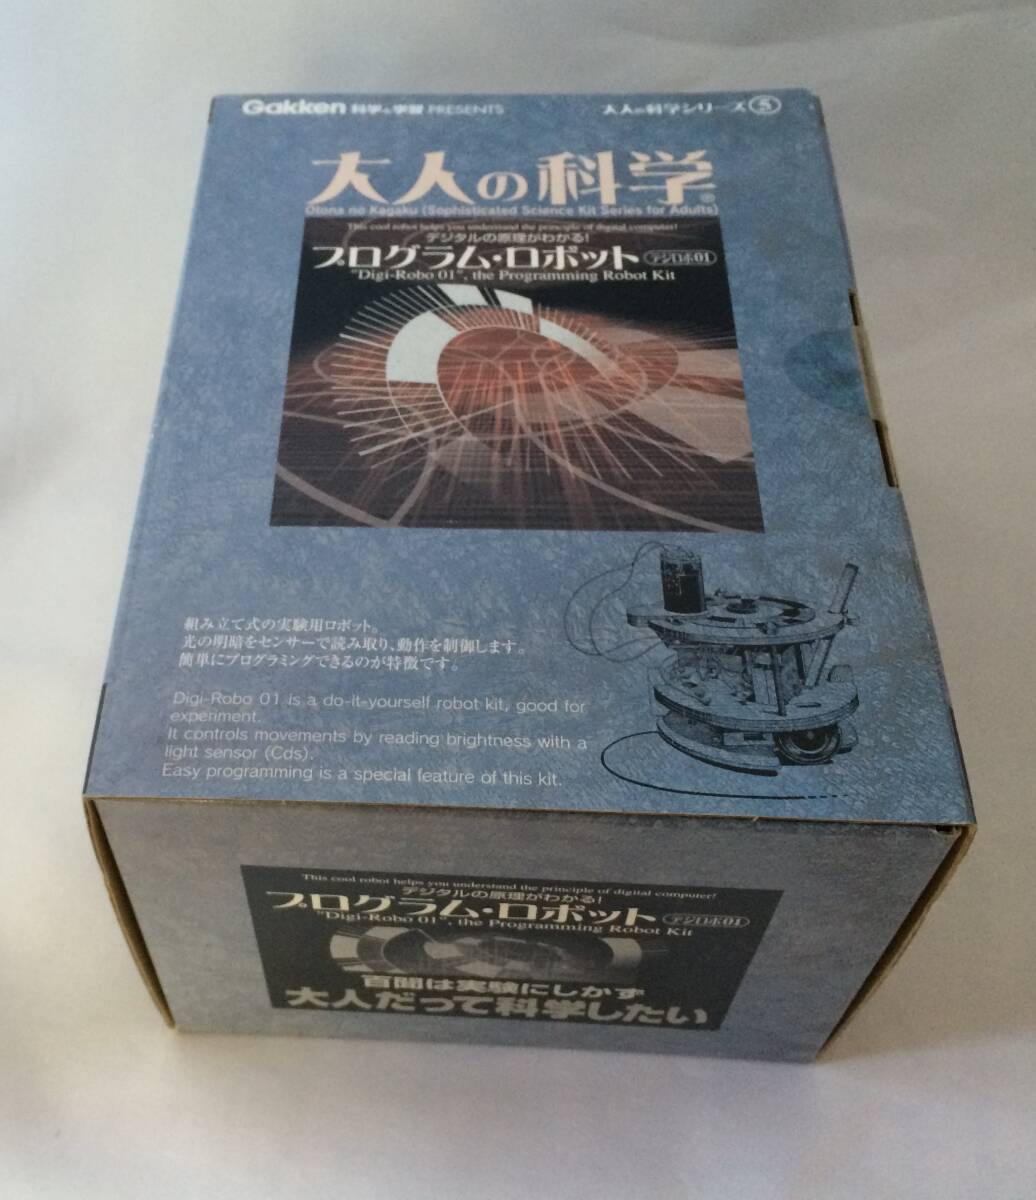 Gakken 科学と学習 PRESENTS
大人の科学シリーズ⑤
大人の科学®
Otona no Kagaku (Sophisticated Science Kit Series for Adults)
This cool robot helps you understand the principle of digital computer!
デジタルの原理がわかる!
プログラム・ロボット デジロボ01
"Digi-Robo 01", the Programming Robot Kit
組み立て式の実験用ロボット。
光の明暗をセンサーで読み取り、動作を制御します。
簡単にプログラミングできるのが特徴です。
Digi-Robo 01 is a do-it-yourself robot kit, good for
experiment.
It controls movements by reading brightness with a
light sensor (Cds).
Easy programming is a special feature of this kit.
This cool robot helps you understand the principle of digital computer!
デジタルの原理がわかる!
プログラム・ロボット デジロボ01
"Digi-Robo 01", the Programming Robot Kit
百聞は実験にしかず
大人だって科学したい